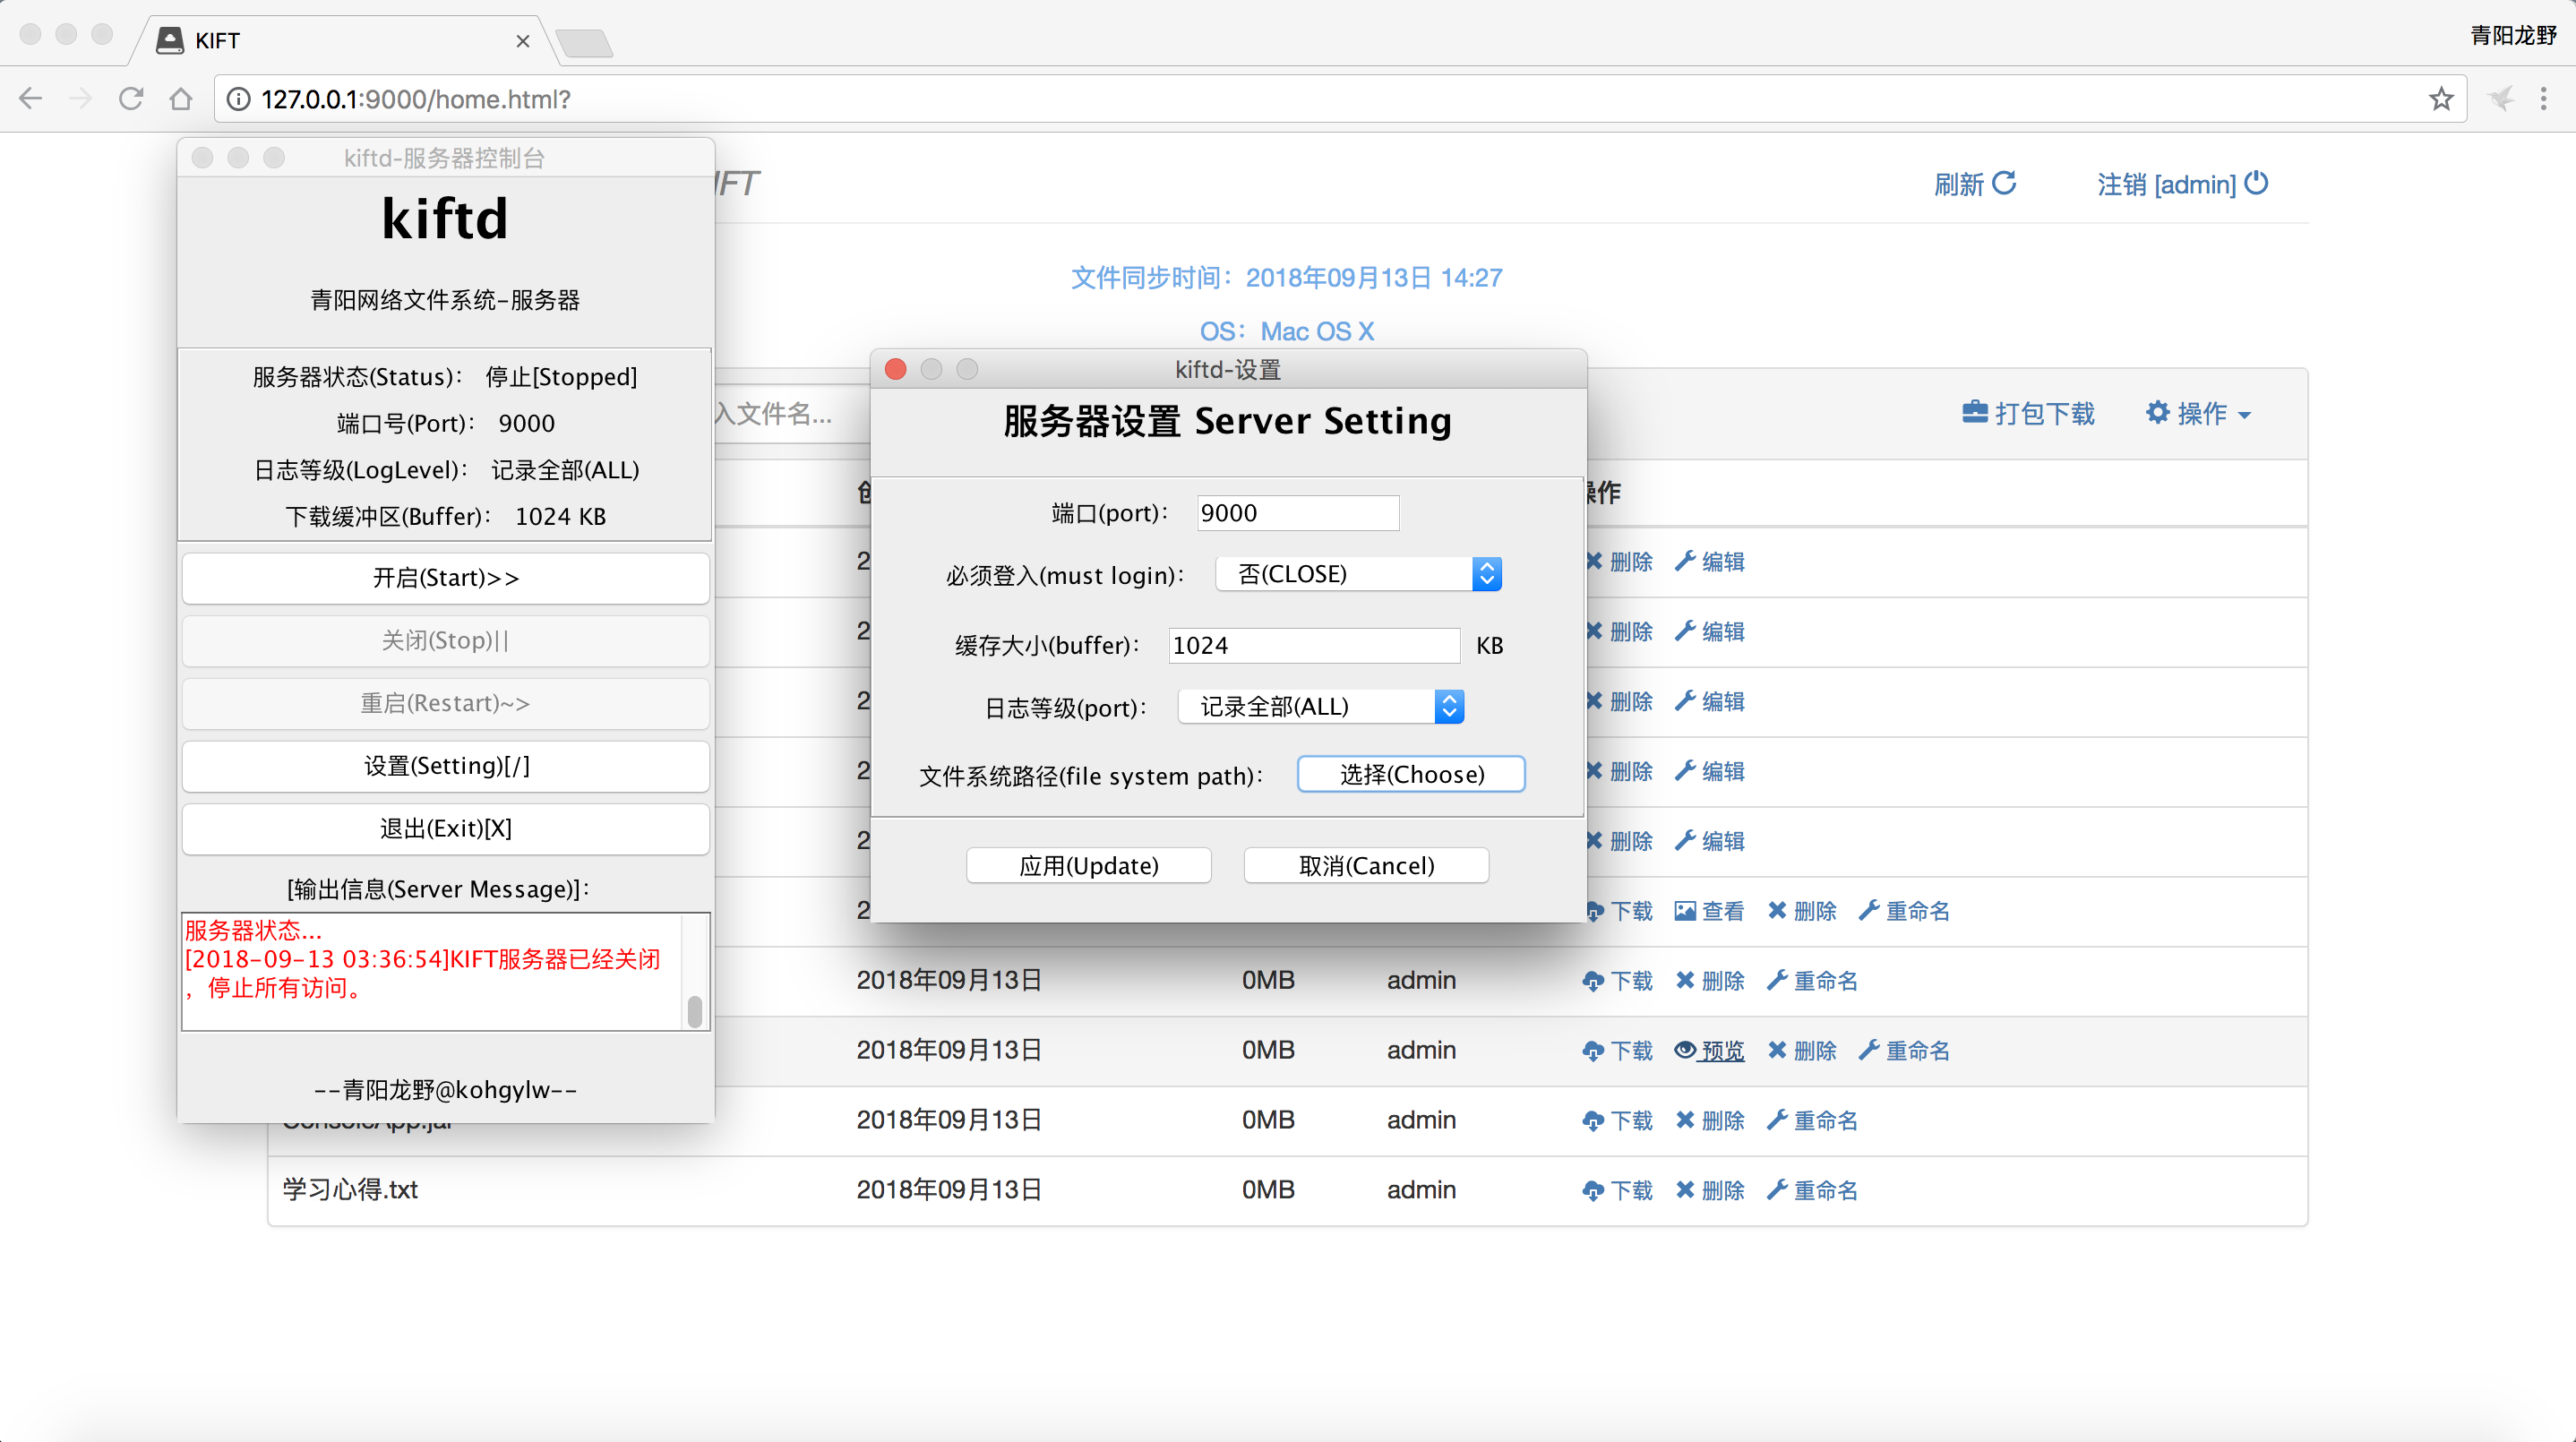 KIFT
青阳龙野
127.0.0.1:9000/home.html?
kiftd-服务器控制台
kiftd
青阳网络文件系统-服务器
服务器状态(Status)： 停止[Stopped]
端口号(Port)： 9000
日志等级(LogLevel)： 记录全部(ALL)
下载缓冲区(Buffer)： 1024 KB
开启(Start)>>
关闭(Stop)||
重启(Restart)~>
设置(Setting)[/]
退出(Exit)[X]
[输出信息(Server Message)]：
服务器状态...
[2018-09-13 03:36:54]KIFT服务器已经关闭
，停止所有访问。
--青阳龙野@kohgylw--
刷新 注销 [admin]
文件同步时间：2018年09月13日 14:27
OS：Mac OS X
入文件名... 打包下载 操作
kiftd-设置
服务器设置 Server Setting
端口(port)： 9000
必须登入(must login)： 否(CLOSE)
缓存大小(buffer)： 1024 KB
日志等级(port)： 记录全部(ALL)
文件系统路径(file system path)： 选择(Choose)
应用(Update) 取消(Cancel)
操作
删除 编辑
删除 编辑
删除 编辑
删除 编辑
删除 编辑
下载 查看 删除 重命名
2018年09月13日 0MB admin 下载 删除 重命名
2018年09月13日 0MB admin 下载 预览 删除 重命名
ConsoleApp.jar 2018年09月13日 0MB admin 下载 删除 重命名
学习心得.txt 2018年09月13日 0MB admin 下载 删除 重命名